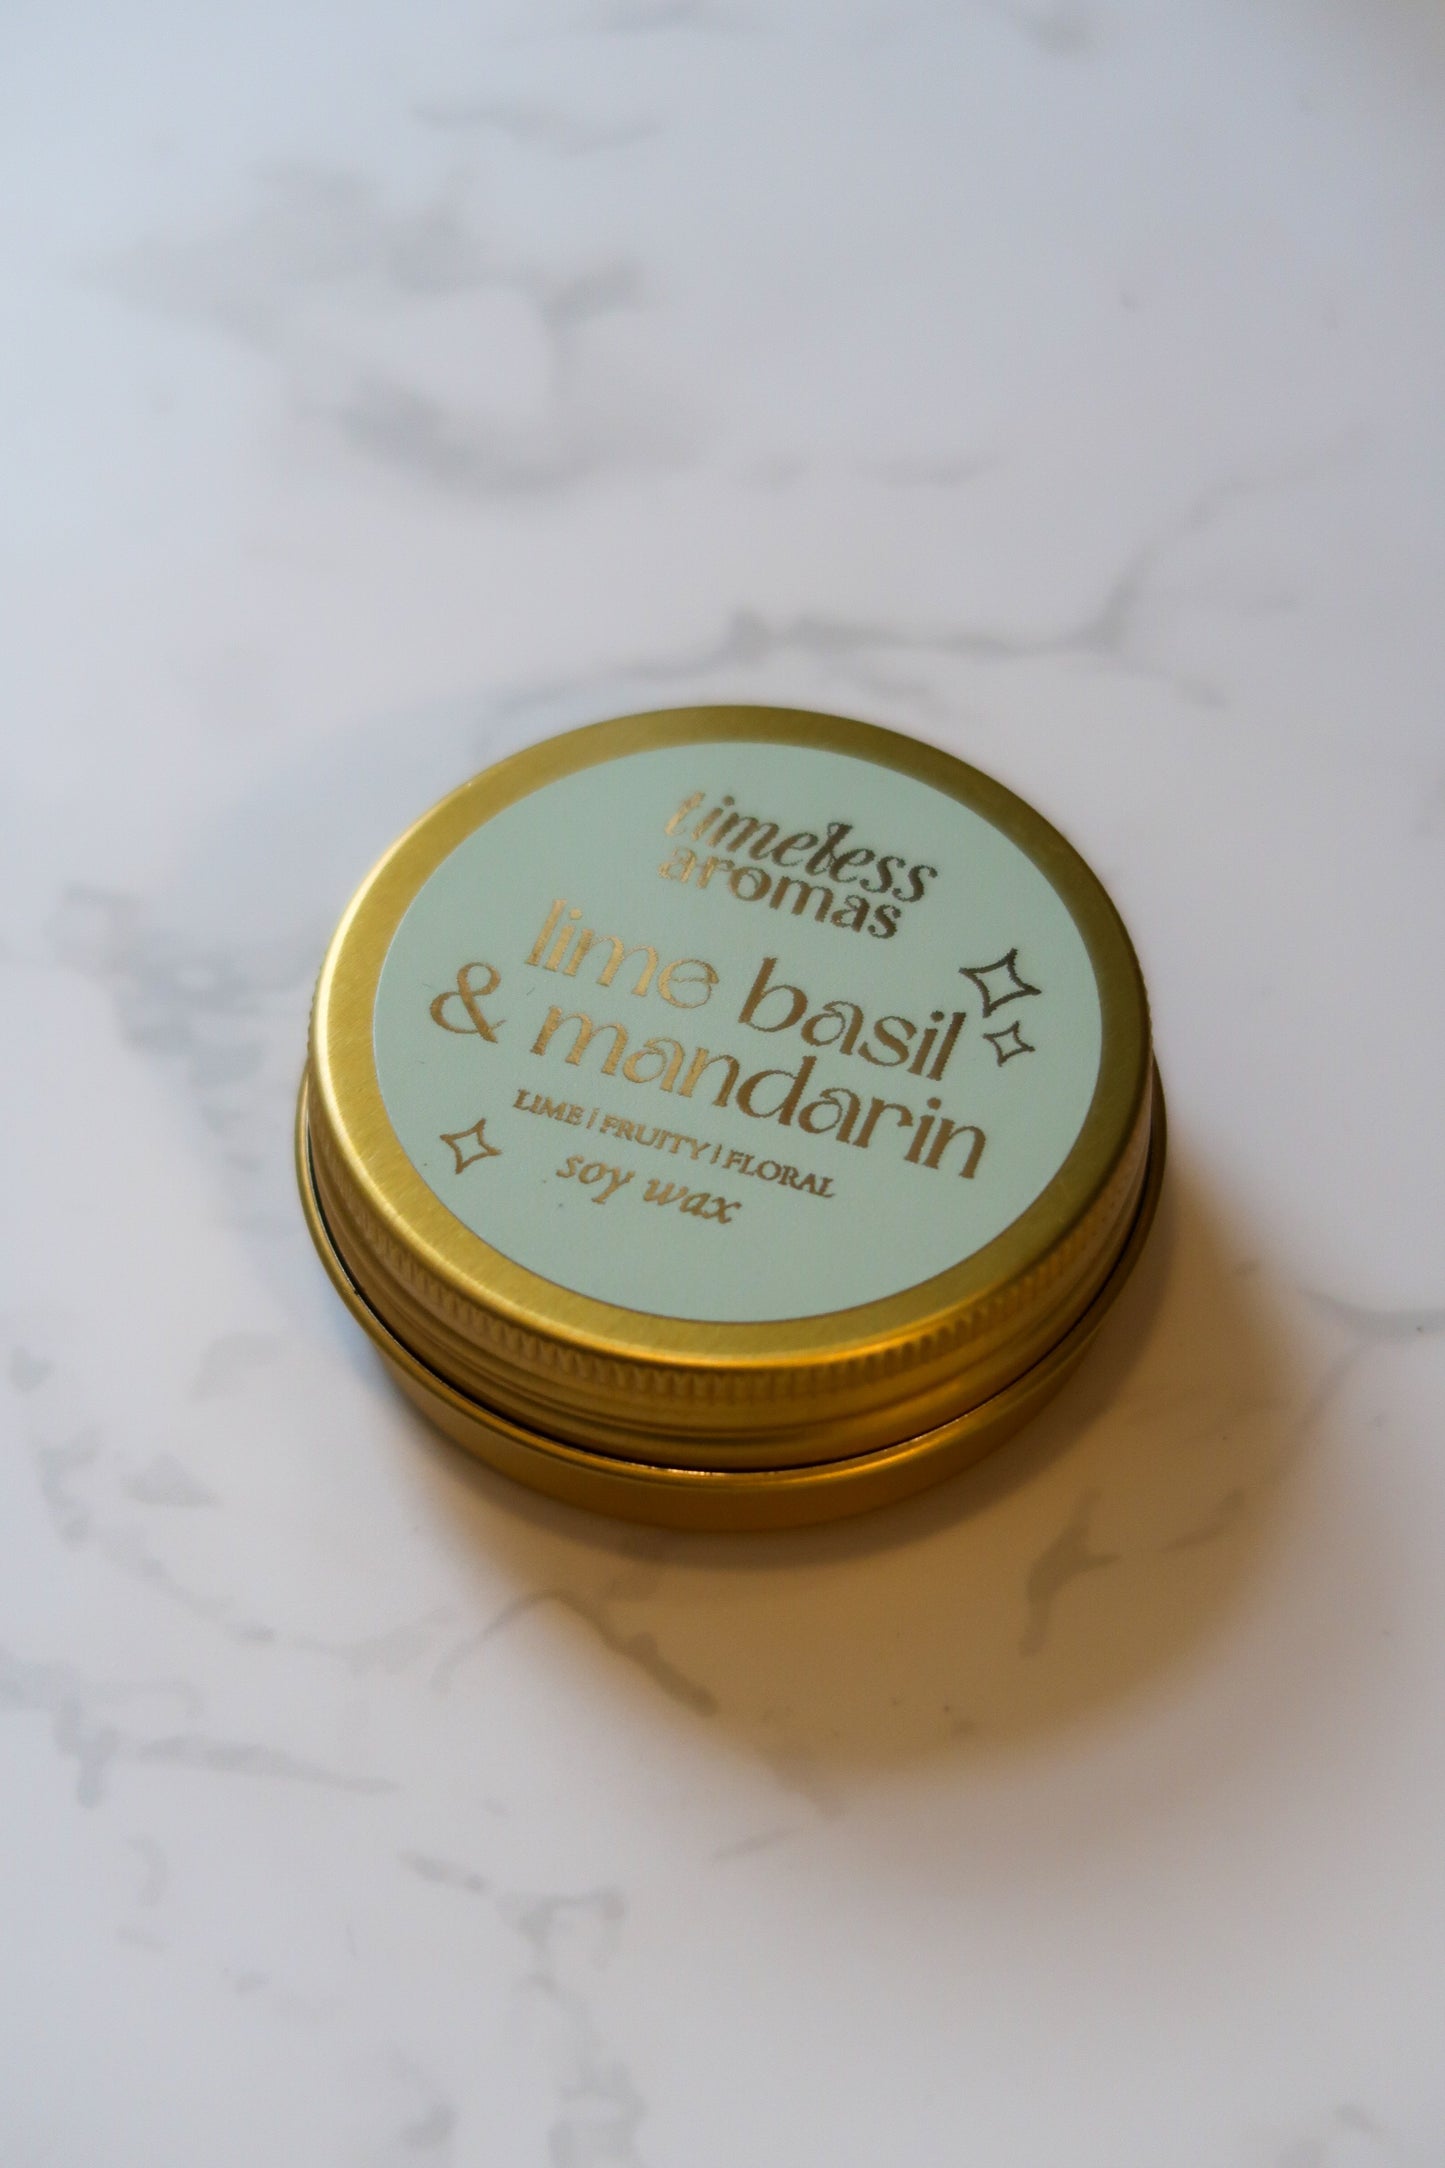 timeless
aromas
lime basil
& mandarin
LIME | FRUITY | FLORAL
soy wax